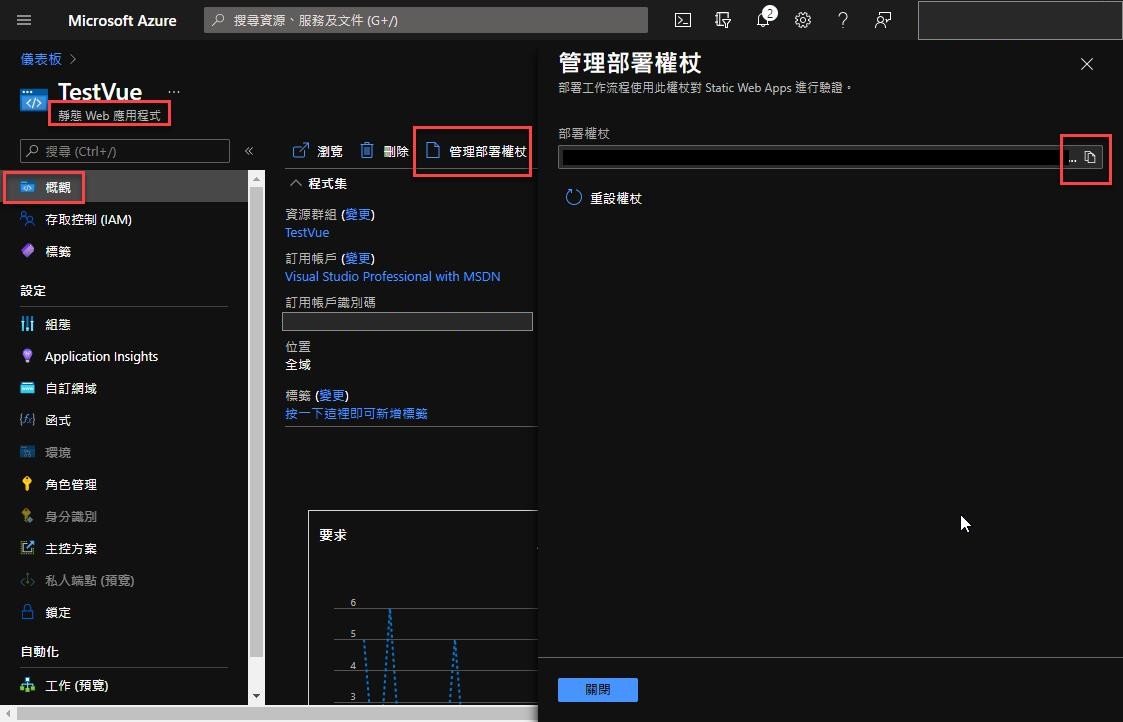 Microsoft Azure
搜尋資源、服務及文件 (G+/)
2
儀表板
TestVue
...
靜態 Web 應用程式
搜尋 (Ctrl+/)
概觀
存取控制 (IAM)
標籤
設定
組態
Application Insights
自訂網域
函式
環境
角色管理
身分識別
主控方案
私人端點 (預覽)
鎖定
自動化
工作 (預覽)
瀏覽
刪除
管理部署權杖
程式集
資源群組 (變更)
TestVue
訂用帳戶 (變更)
Visual Studio Professional with MSDN
訂用帳戶識別碼
位置
全域
標籤 (變更)
按一下這裡即可新增標籤
要求
6
5
4
3
管理部署權杖
部署工作流程使用此權杖對 Static Web Apps 進行驗證。
部署權杖
...
重設權杖
關閉